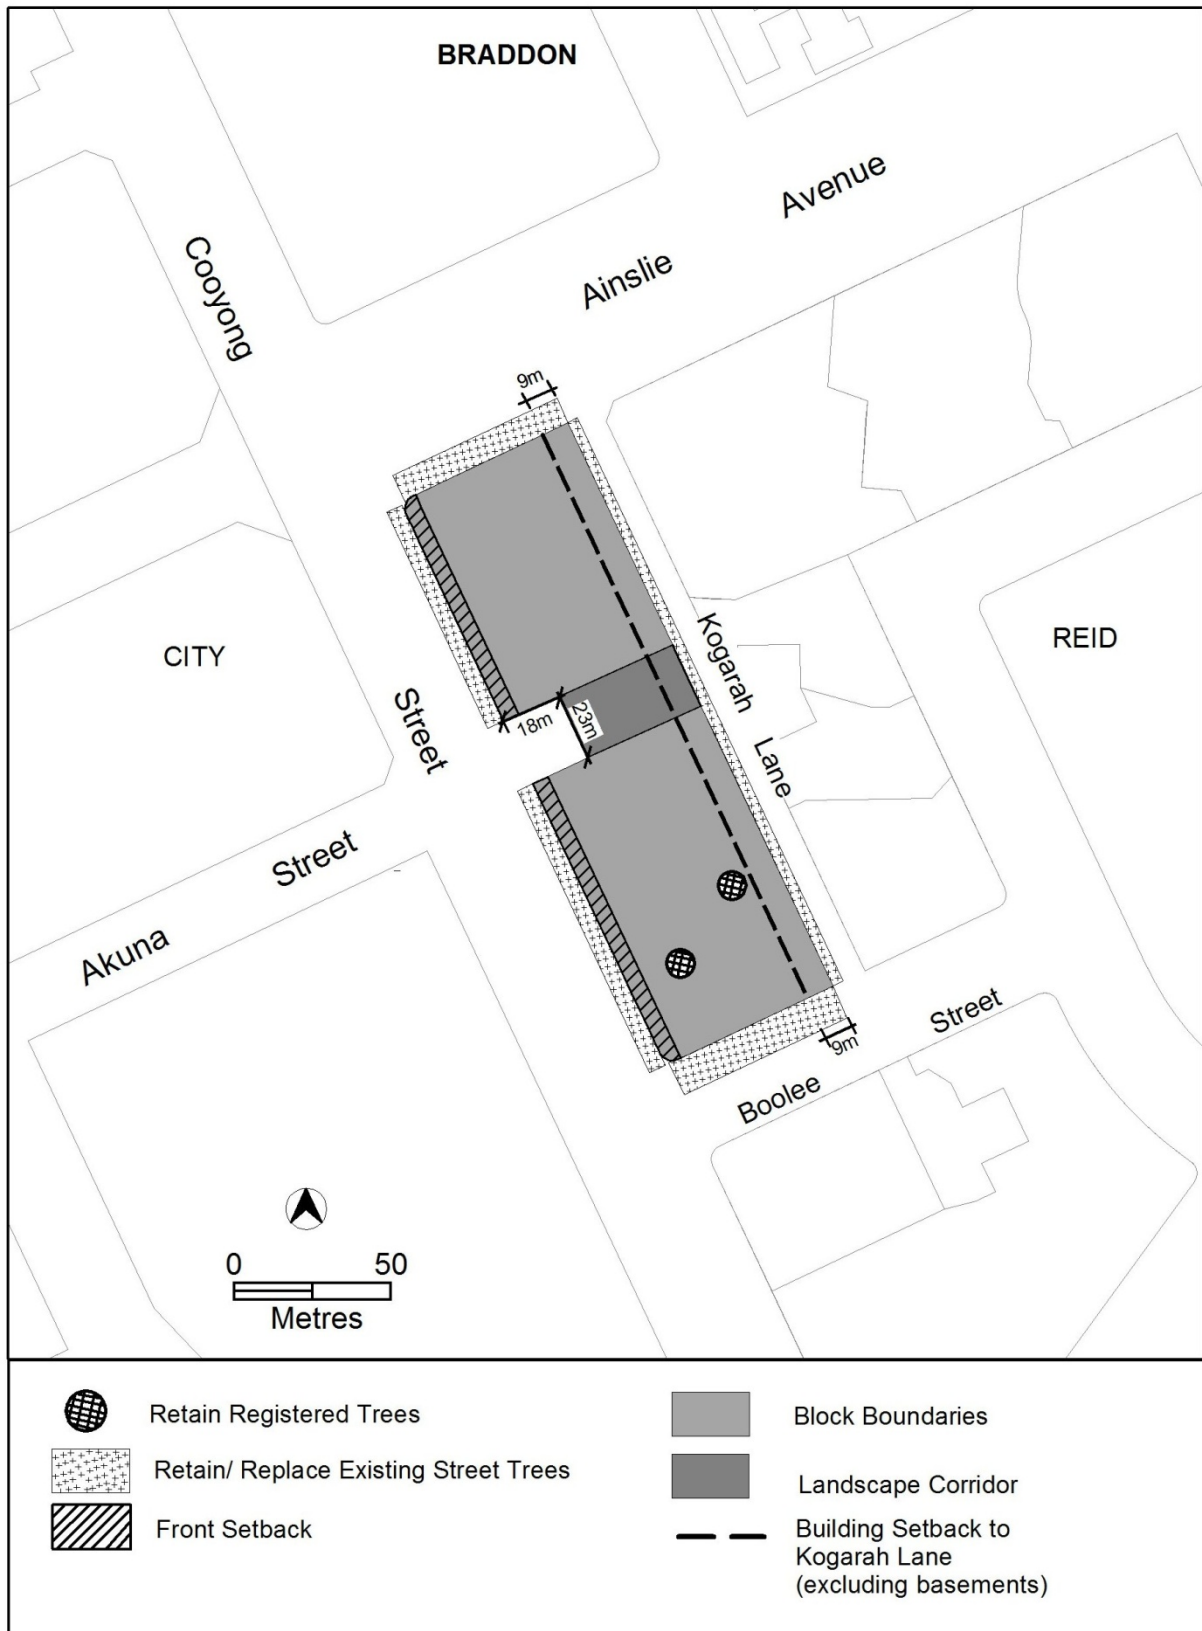 BRADDON
Ainslie
Avenue
Cooyong
Street
9m
CITY
REID
Kogarah
Lane
18m
23m
Akuna
Street
Boolee
Street
9m
0 50
Metres
Retain Registered Trees
Retain/ Replace Existing Street Trees
Front Setback
Block Boundaries
Landscape Corridor
Building Setback to
Kogarah Lane
(excluding basements)